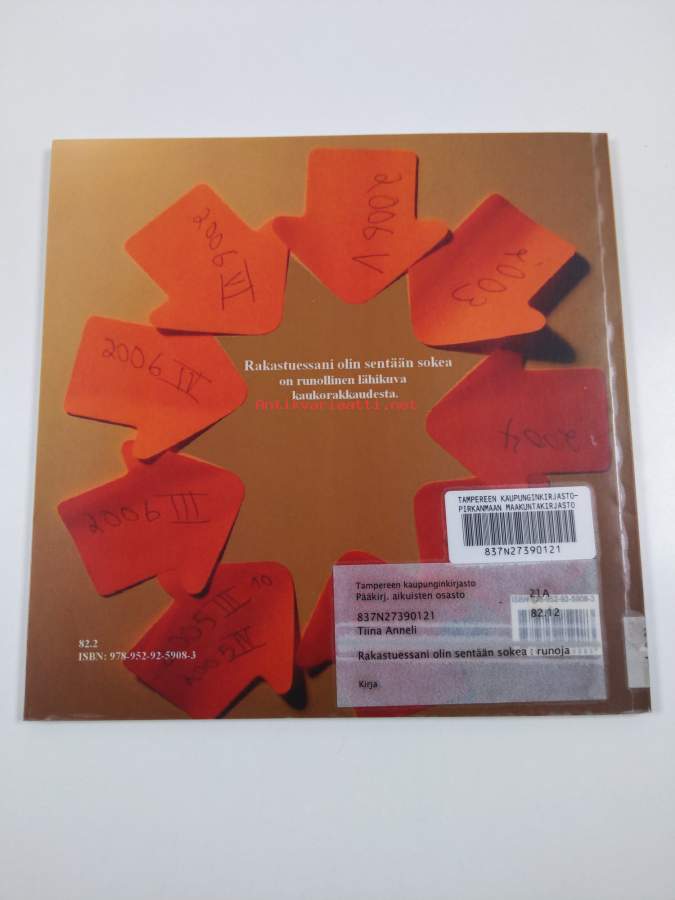 2006 V
2006 VI
2003
2006 IV
2004
2006 III
2005 III 10
2005 IV
Rakastuessani olin sentään sokea
on runollinen lähikuva
kaukorakkaudesta.
Antikvariaatti.net
TAMPEREEN KAUPUNGINKIRJASTO-
PIRKANMAAN MAAKUNTAKIRJASTO
837N27390121
Tampereen kaupunginkirjasto
Pääkirj. aikuisten osasto
21A
837N27390121
82.12
Tiina Anneli
Rakastuessani olin sentään sokea : runoja
Kirja
82.2
ISBN: 978-952-92-5908-3